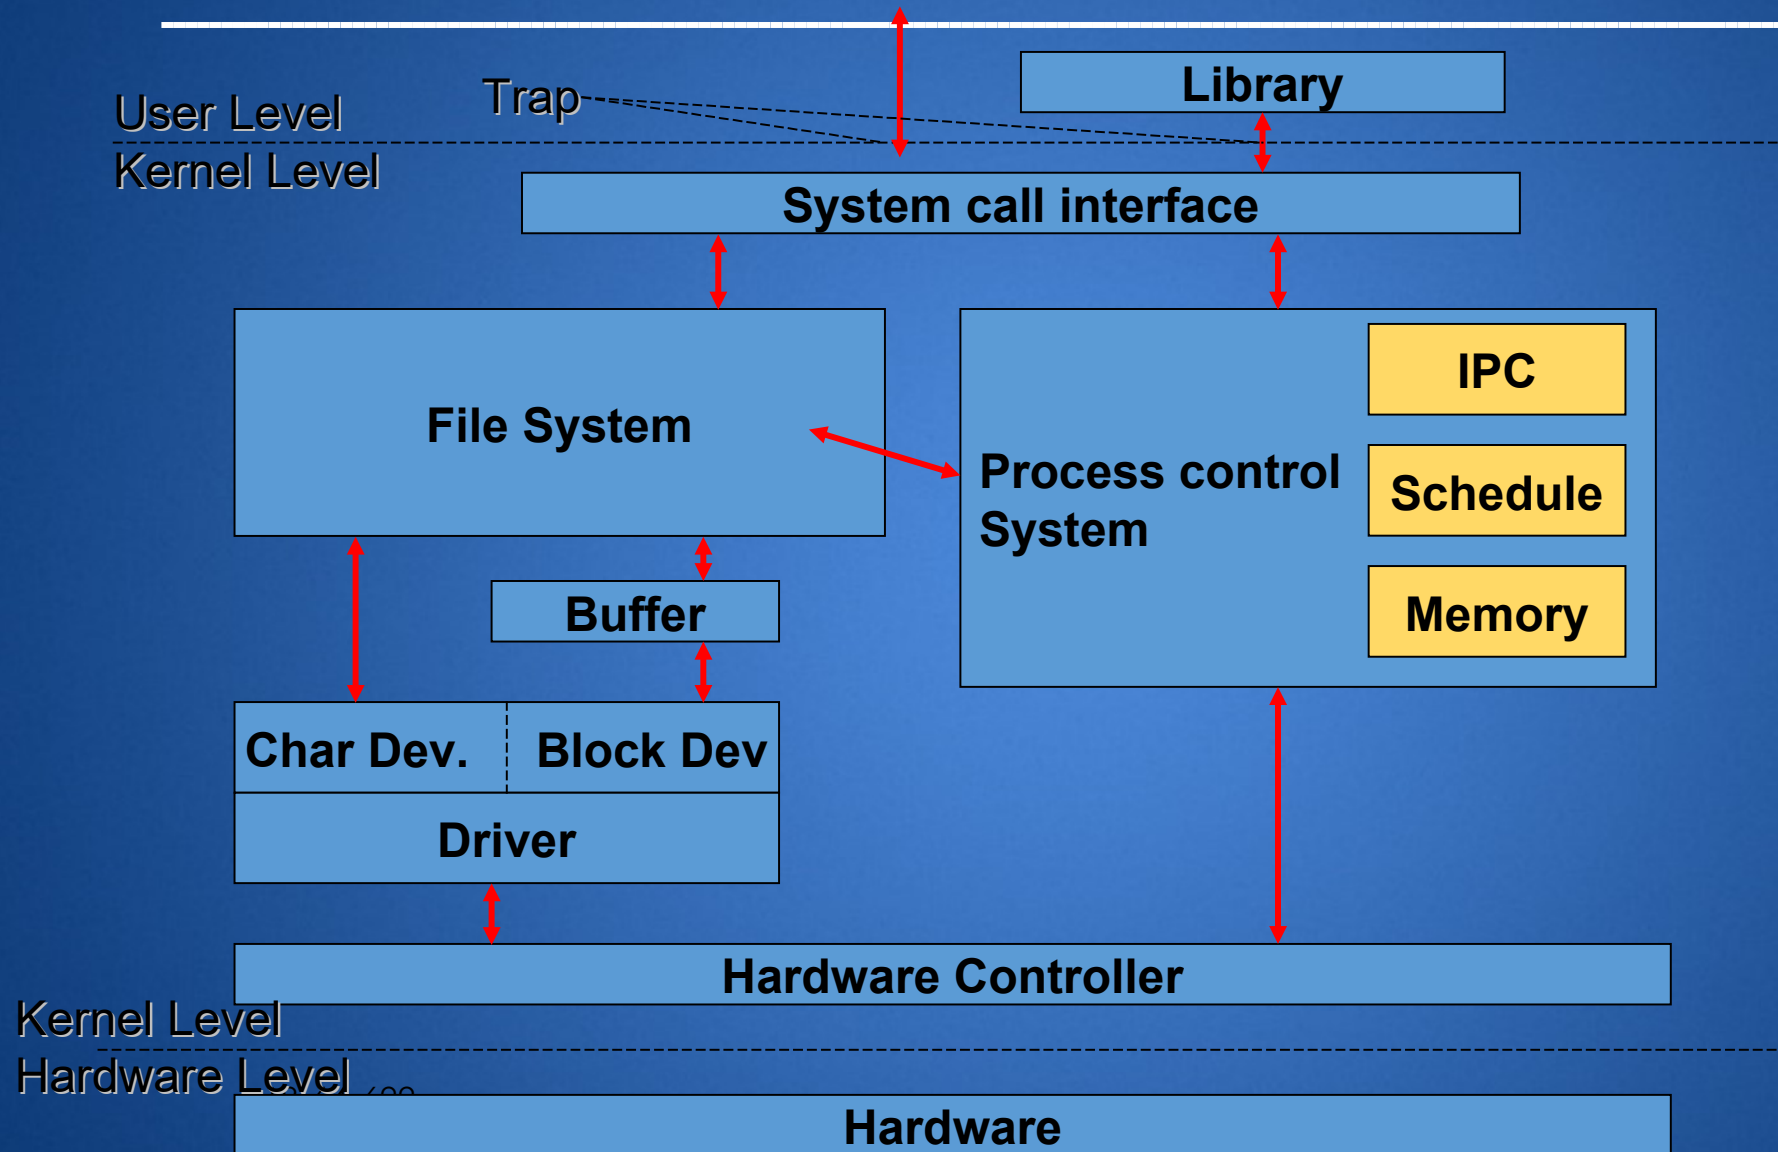 Library
User Level
Trap
Kernel Level
System call interface
File System
Process control
System
IPC
Schedule
Memory
Buffer
Char Dev.
Block Dev
Driver
Hardware Controller
Kernel Level
Hardware Level
Hardware